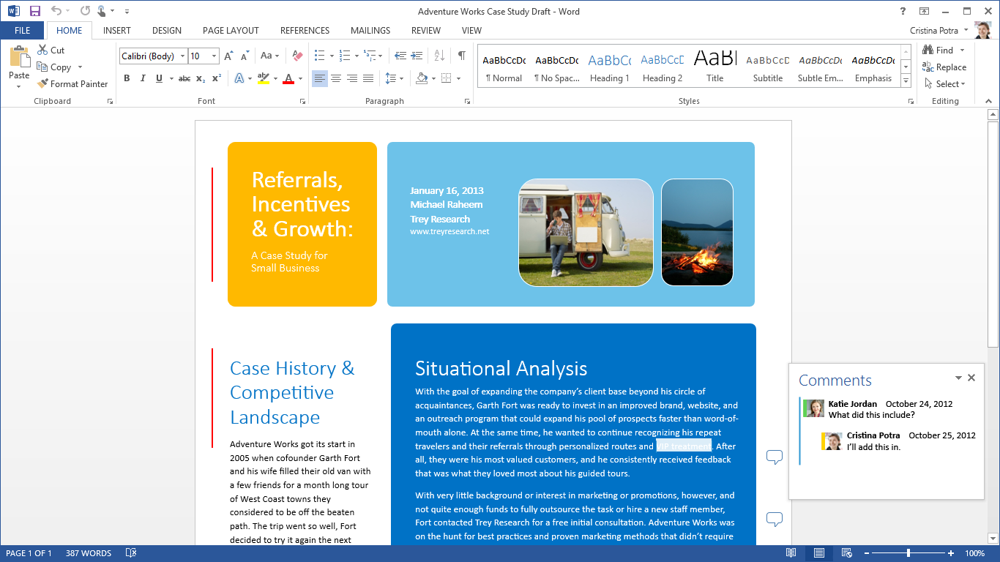 Adventure Works Case Study Draft - Word
FILE HOME INSERT DESIGN PAGE LAYOUT REFERENCES MAILINGS REVIEW VIEW Cristina Potra
Paste
Cut
Copy
Format Painter
Clipboard
Calibri (Body) 10
Aa
B I U abc x₂ x² A ab A
Font
Paragraph
AaBbCcDc AaBbCcDc AaBbCc AaBbCcD AaBl AaBbCcD AaBbCcDc AaBbCcDc
¶ Normal ¶ No Spac... Heading 1 Heading 2 Title Subtitle Subtle Em... Emphasis
Styles
Find
Replace
Select
Editing
Referrals,
Incentives
& Growth:
A Case Study for
Small Business
January 16, 2013
Michael Raheem
Trey Research
www.treyresearch.net
Case History &
Competitive
Landscape
Adventure Works got its start in
2005 when cofounder Garth Fort
and his wife filled their old van with
a few friends for a month long tour
of West Coast towns they
considered to be off the beaten
path. The trip went so well, Fort
decided to try it again the next
Situational Analysis
With the goal of expanding the company's client base beyond his circle of
acquaintances, Garth Fort was ready to invest in an improved brand, website, and
an outreach program that could expand his pool of prospects faster than word-of-
mouth alone. At the same time, he wanted to continue recognizing his repeat
travelers and their referrals through personalized routes and VIP treatment. After
all, they were his most valued customers, and he consistently received feedback
that was what they loved most about his guided tours.
With very little background or interest in marketing or promotions, however, and
not quite enough funds to fully outsource the task or hire a new staff member,
Fort contacted Trey Research for a free initial consultation. Adventure Works was
on the hunt for best practices and proven marketing methods that didn't require
Comments
Katie Jordan October 24, 2012
What did this include?
Cristina Potra October 25, 2012
I'll add this in.
PAGE 1 OF 1 387 WORDS 100%